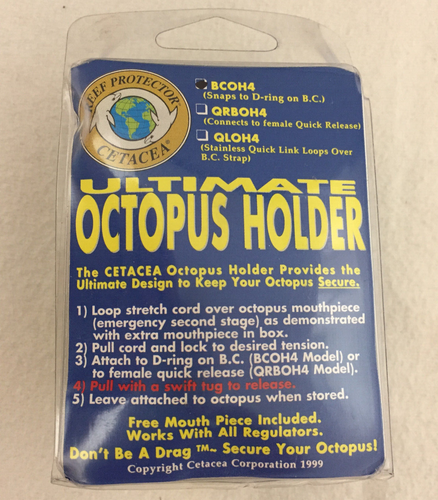 REEF PROTECTOR
CETACEA®
BCOH4
(Snaps to D-ring on B.C.)
QRBOH4
(Connects to female Quick Release)
QLOH4
(Stainless Quick Link Loops Over
B.C. Strap)
ULTIMATE
OCTOPUS HOLDER
The CETACEA Octopus Holder Provides the
Ultimate Design to Keep Your Octopus Secure.
1) Loop stretch cord over octopus mouthpiece
(emergency second stage) as demonstrated
with extra mouthpiece in box.
2) Pull cord and lock to desired tension.
3) Attach to D-ring on B.C. (BCOH4 Model) or
to female quick release (QRBOH4 Model).
4) Pull with a swift tug to release.
5) Leave attached to octopus when stored.
Free Mouth Piece Included.
Works With All Regulators.
Don't Be A Drag ™~ Secure Your Octopus!
Copyright Cetacea Corporation 1999